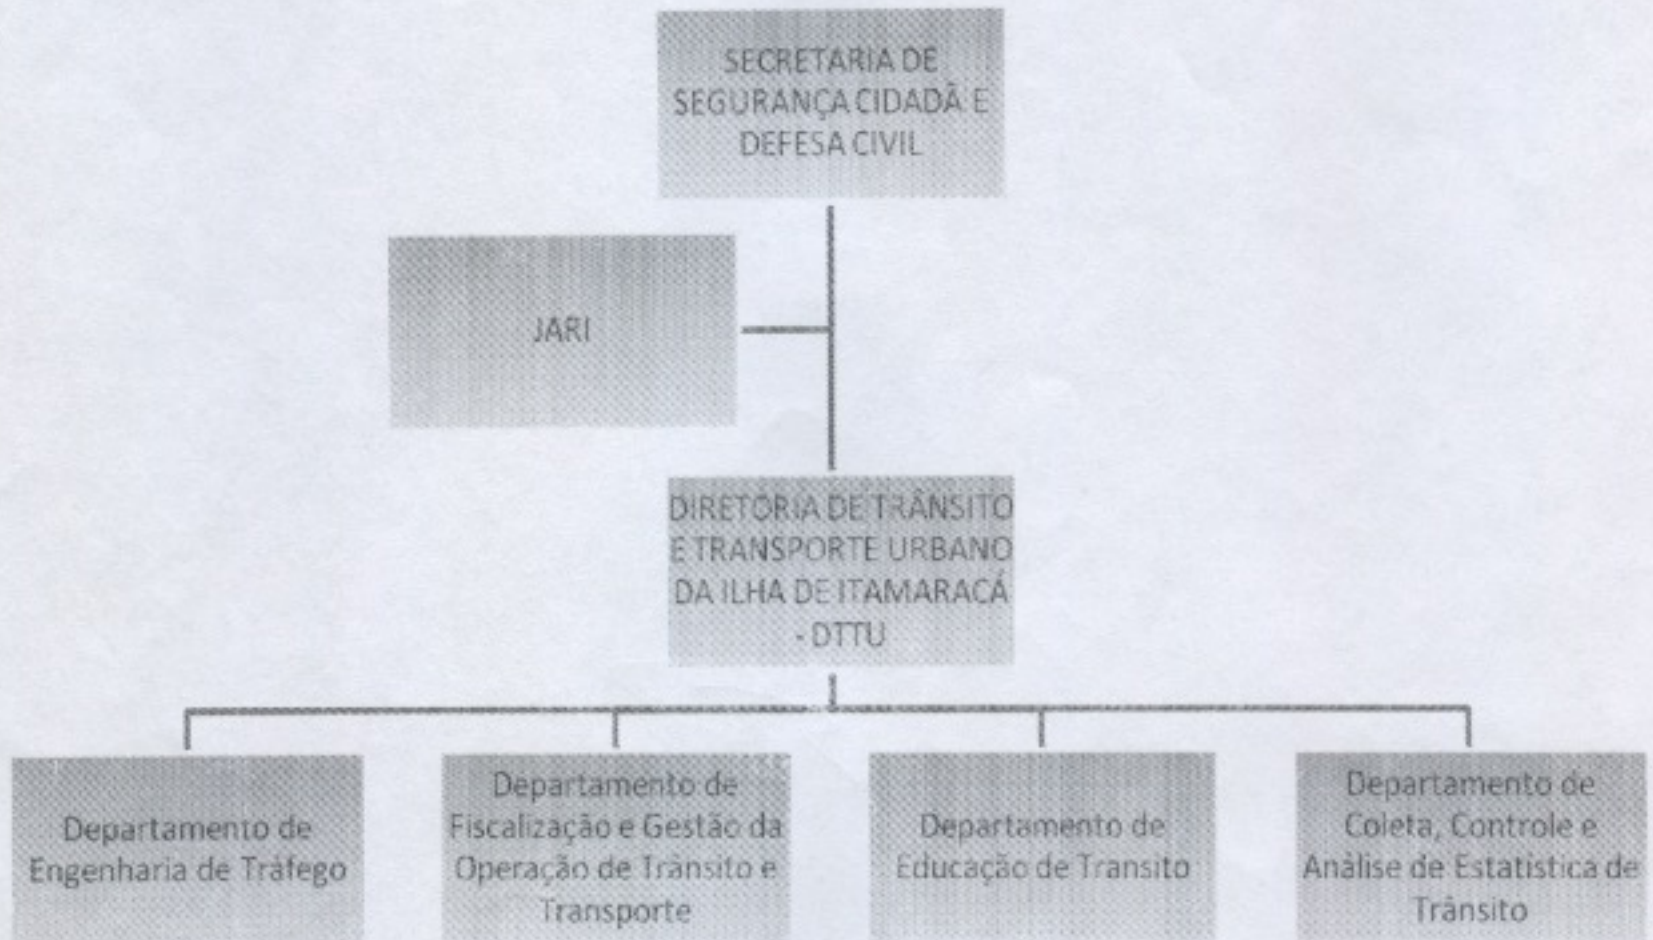 SECRETARIA DE
SEGURANÇA CIDADÃ E
DEFESA CIVIL
JARI
DIRETORIA DE TRÂNSITO
E TRANSPORTE URBANO
DA ILHA DE ITAMARACÁ
- DTTU
Departamento de
Engenharia de Tráfego
Departamento de
Fiscalização e Gestão da
Operação de Trânsito e
Transporte
Departamento de
Educação de Transito
Departamento de
Coleta, Controle e
Análise de Estatística de
Trânsito